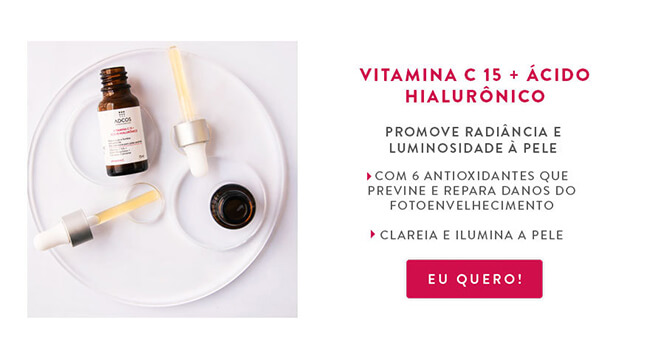 ADCOS
VITAMINA C 15 + ÁCIDO
HIALURÔNICO
PROMOVE RADIÂNCIA E
LUMINOSIDADE À PELE
COM 6 ANTIOXIDANTES QUE
PREVINE E REPARA DANOS DO
FOTOENVELHECIMENTO
CLAREIA E ILUMINA A PELE
EU QUERO!